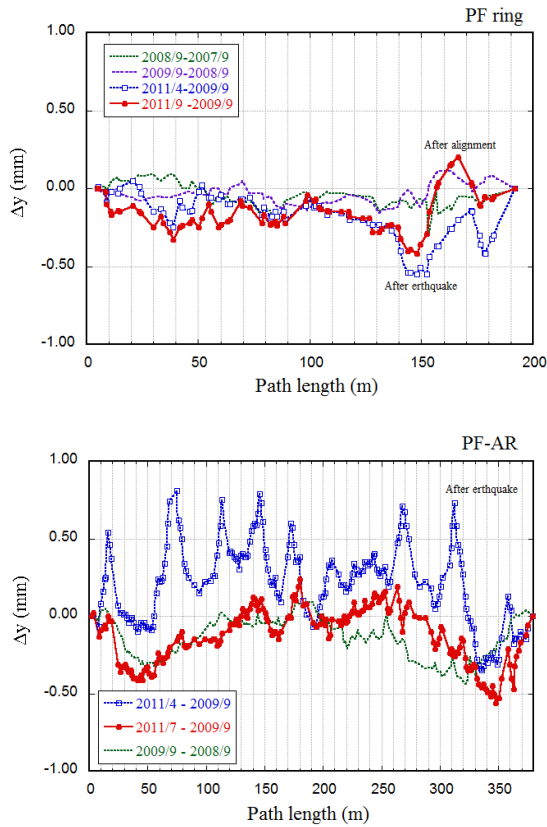 PF ring
1.00
0.50
0.00
-0.50
-1.00
Δy (mm)
2008/9-2007/9
2009/9-2008/9
2011/4-2009/9
2011/9 -2009/9
After alignment
After erthquake
0
50
100
150
200
Path length (m)
PF-AR
1.00
0.50
0.00
-0.50
-1.00
Δy (mm)
After erthquake
2011/4 - 2009/9
2011/7 - 2009/9
2009/9 - 2008/9
0
50
100
150
200
250
300
350
Path length (m)